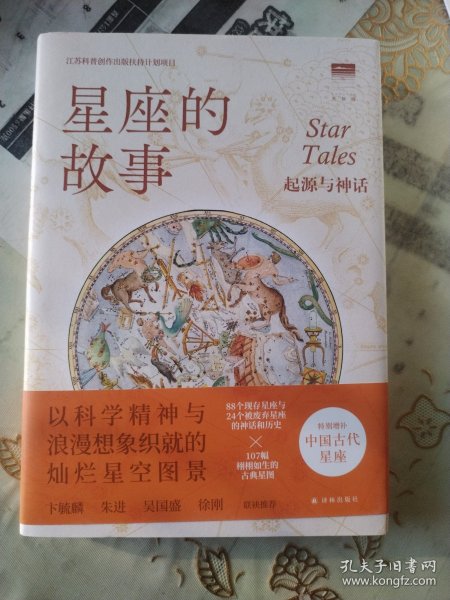 江苏科普创作出版扶持计划项目
星座的
故事
Star
Tales
起源与神话
以科学精神与
浪漫想象织就的
灿烂星空图景
88个现存星座与
24个被废弃星座
的神话和历史
×
107幅
栩栩如生的
古典星图
特别增补
中国古代
星座
卞毓麟 朱进 吴国盛 徐刚 联袂推荐
译林出版社
孔夫子旧书网
www.kongfz.com